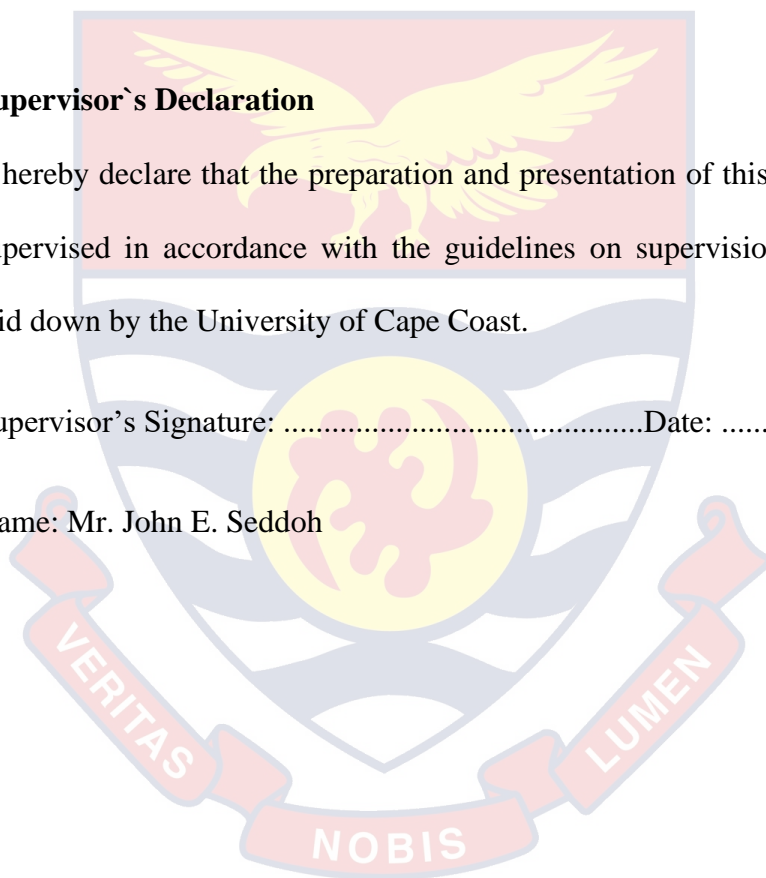 upervisor`s Declaration
hereby declare that the preparation and presentation of this
pervised in accordance with the guidelines on supervisio
id down by the University of Cape Coast.
upervisor’s Signature: .............................................Date: ......
ame: Mr. John E. Seddoh
VERITAS
NOBIS
LUMEN